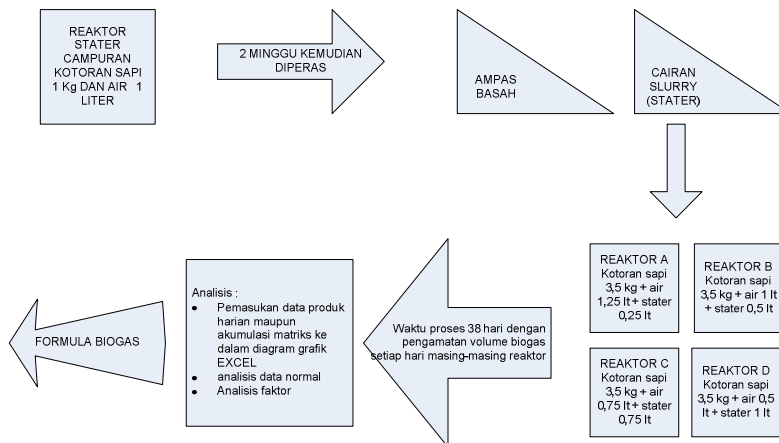 REAKTOR
STATER
CAMPURAN
KOTORAN SAPI
1 Kg DAN AIR 1
LITER
2 MINGGU KEMUDIAN
DIPERAS
AMPAS
BASAH
CAIRAN
SLURRY
(STATER)
REAKTOR A
Kotoran sapi
3,5 kg + air
1,25 lt + stater
0,25 lt
REAKTOR B
Kotoran sapi
3,5 kg + air 1 lt
+ stater 0,5 lt
REAKTOR C
Kotoran sapi
3,5 kg + air
0,75 lt + stater
0,75 lt
REAKTOR D
Kotoran sapi
3,5 kg + air 0,5
lt + stater 1 lt
Waktu proses 38 hari dengan
pengamatan volume biogas
setiap hari masing-masing reaktor
Analisis :
• Pemasukan data produk
harian maupun
akumulasi matriks ke
dalam diagram grafik
EXCEL
• analisis data normal
• Analisis faktor
FORMULA BIOGAS